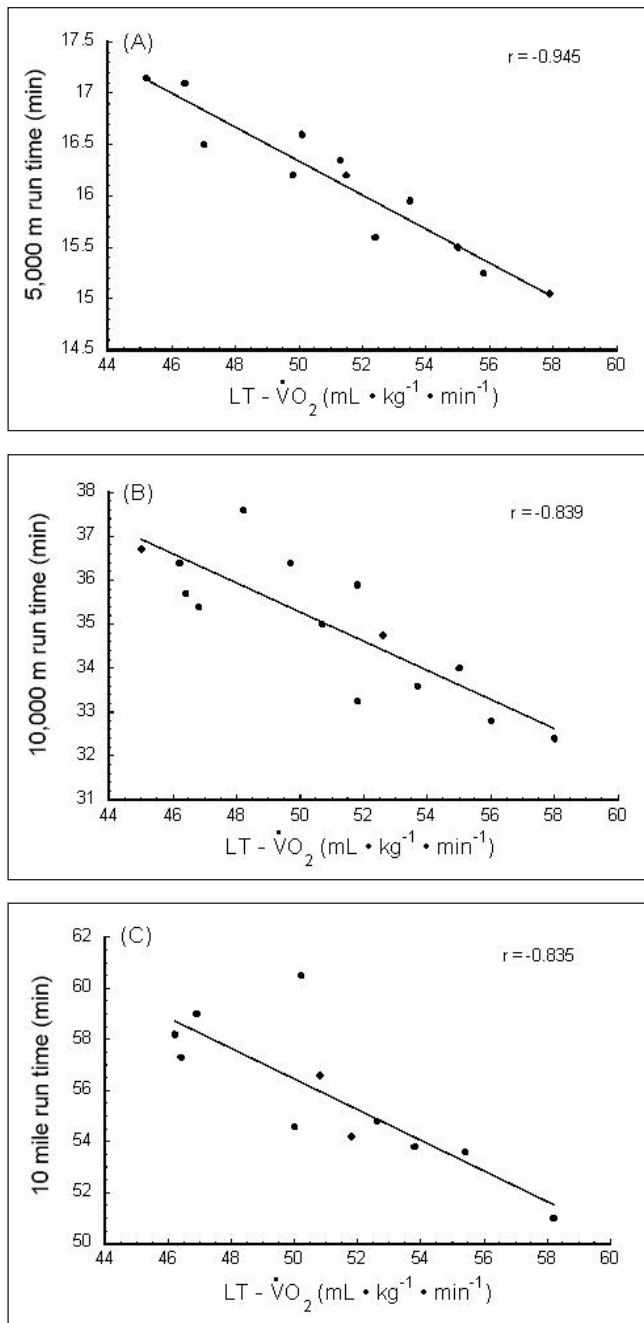 (A)
r = -0.945
5,000 m run time (min)
17.5
17
16.5
16
15.5
15
14.5
44 46 48 50 52 54 56 58 60
LT - V̇O₂ (mL • kg⁻¹ • min⁻¹)
(B)
r = -0.839
10,000 m run time (min)
38
37
36
35
34
33
32
31
44 46 48 50 52 54 56 58 60
LT - V̇O₂ (mL • kg⁻¹ • min⁻¹)
(C)
r = -0.835
10 mile run time (min)
62
60
58
56
54
51
50
44 46 48 50 52 54 56 58 60
LT - V̇O₂ (mL • kg⁻¹ • min⁻¹)